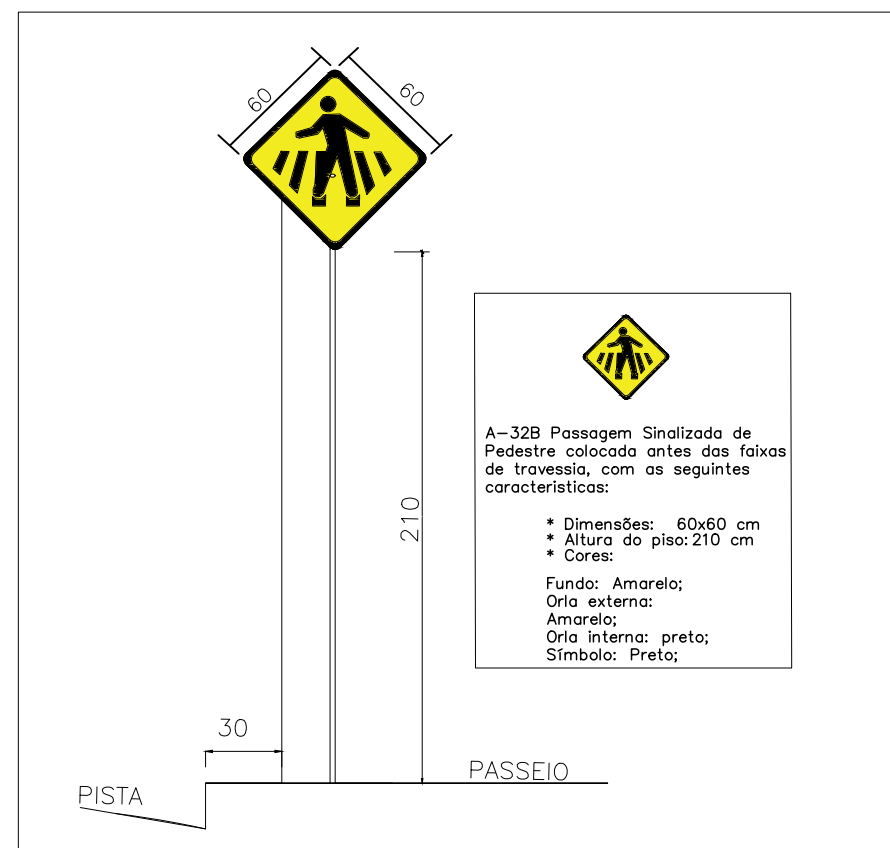 60
60
A-32B Passagem Sinalizada de
Pedestre colocada antes das faixas
de travessia, com as seguintes
caracteristicas:
* Dimensões: 60x60 cm
* Altura do piso: 210 cm
* Cores:
Fundo: Amarelo;
Orla externa:
Amarelo;
Orla interna: preto;
Símbolo: Preto;
210
30
PASSEIO
PISTA